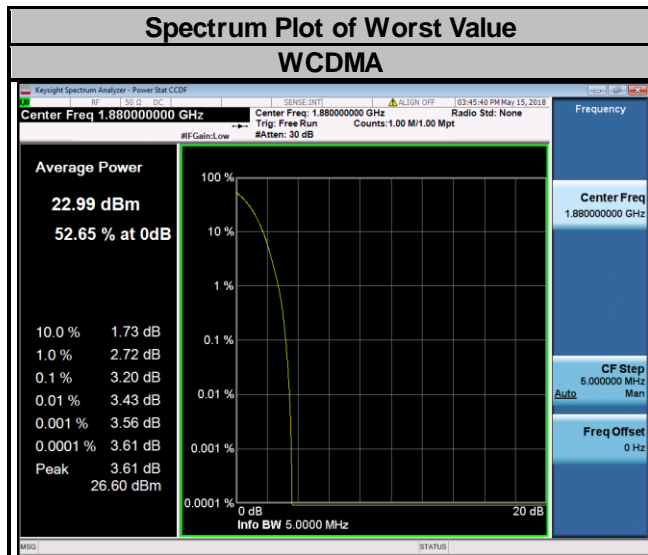 Spectrum Plot of Worst Value
WCDMA
Keysight Spectrum Analyzer - Power Stat CCDF
RF 50 Ω DC SENSE:INT ALIGN OFF 03:45:40 PM May 15, 2018
Center Freq 1.880000000 GHz
Center Freq: 1.880000000 GHz Radio Std: None
Trig: Free Run Counts:1.00 M/1.00 Mpt
#IFGain:Low #Atten: 30 dB
Frequency
Average Power
22.99 dBm
52.65 % at 0dB
10.0 % 1.73 dB
1.0 % 2.72 dB
0.1 % 3.20 dB
0.01 % 3.43 dB
0.001 % 3.56 dB
0.0001 % 3.61 dB
Peak 3.61 dB
26.60 dBm
100 %
10 %
1 %
0.1 %
0.01 %
0.001 %
0.0001 %
0 dB 20 dB
Info BW 5.0000 MHz
Center Freq
1.880000000 GHz
CF Step
5.000000 MHz
Auto Man
Freq Offset
0 Hz
MSG STATUS